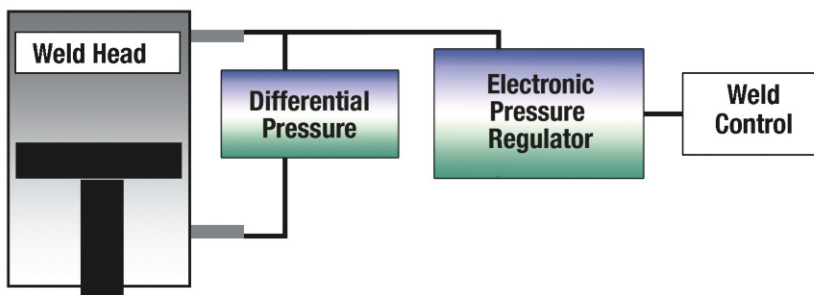 Weld Head
Differential
Pressure
Electronic
Pressure
Regulator
Weld
Control